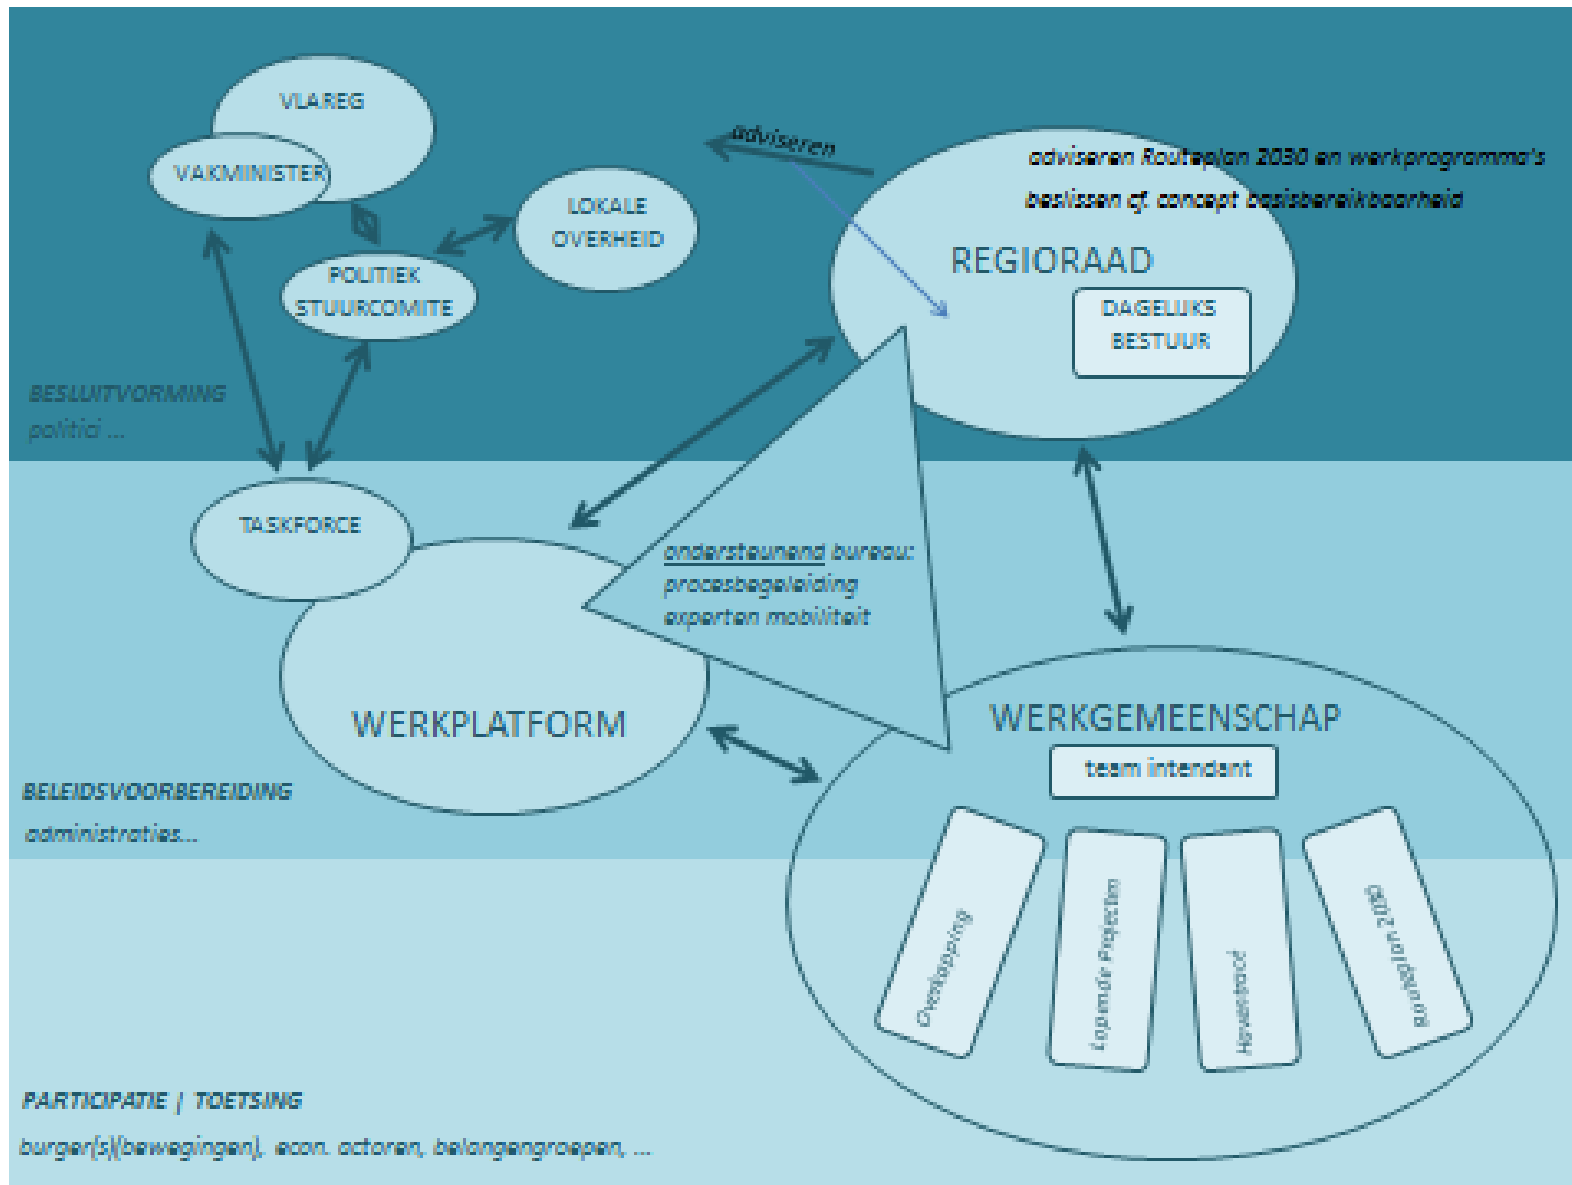 VLAREG
VAKMINISTER
adviseren
adviseren Routeplan 2030 en werkprogramma's
beslissen cf. concept basisbereikbaarheid
LOKALE
OVERHEID
REGIORAAD
POLITIEK
STUURCOMITE
DAGELIJKS
BESTUUR
BESLUITVORMING
politici ...
TASKFORCE
ondersteunend bureau:
procesbegeleiding
experten mobiliteit
WERKPLATFORM
WERKGEMEENSCHAP
team intendant
BELEIDSVOORBEREIDING
administraties...
Overkapping
Lopende Projecten
Haventracé
Routeplan 2030
PARTICIPATIE | TOETSING
burger(s)(bewegingen), econ. actoren, belangengroepen, ...